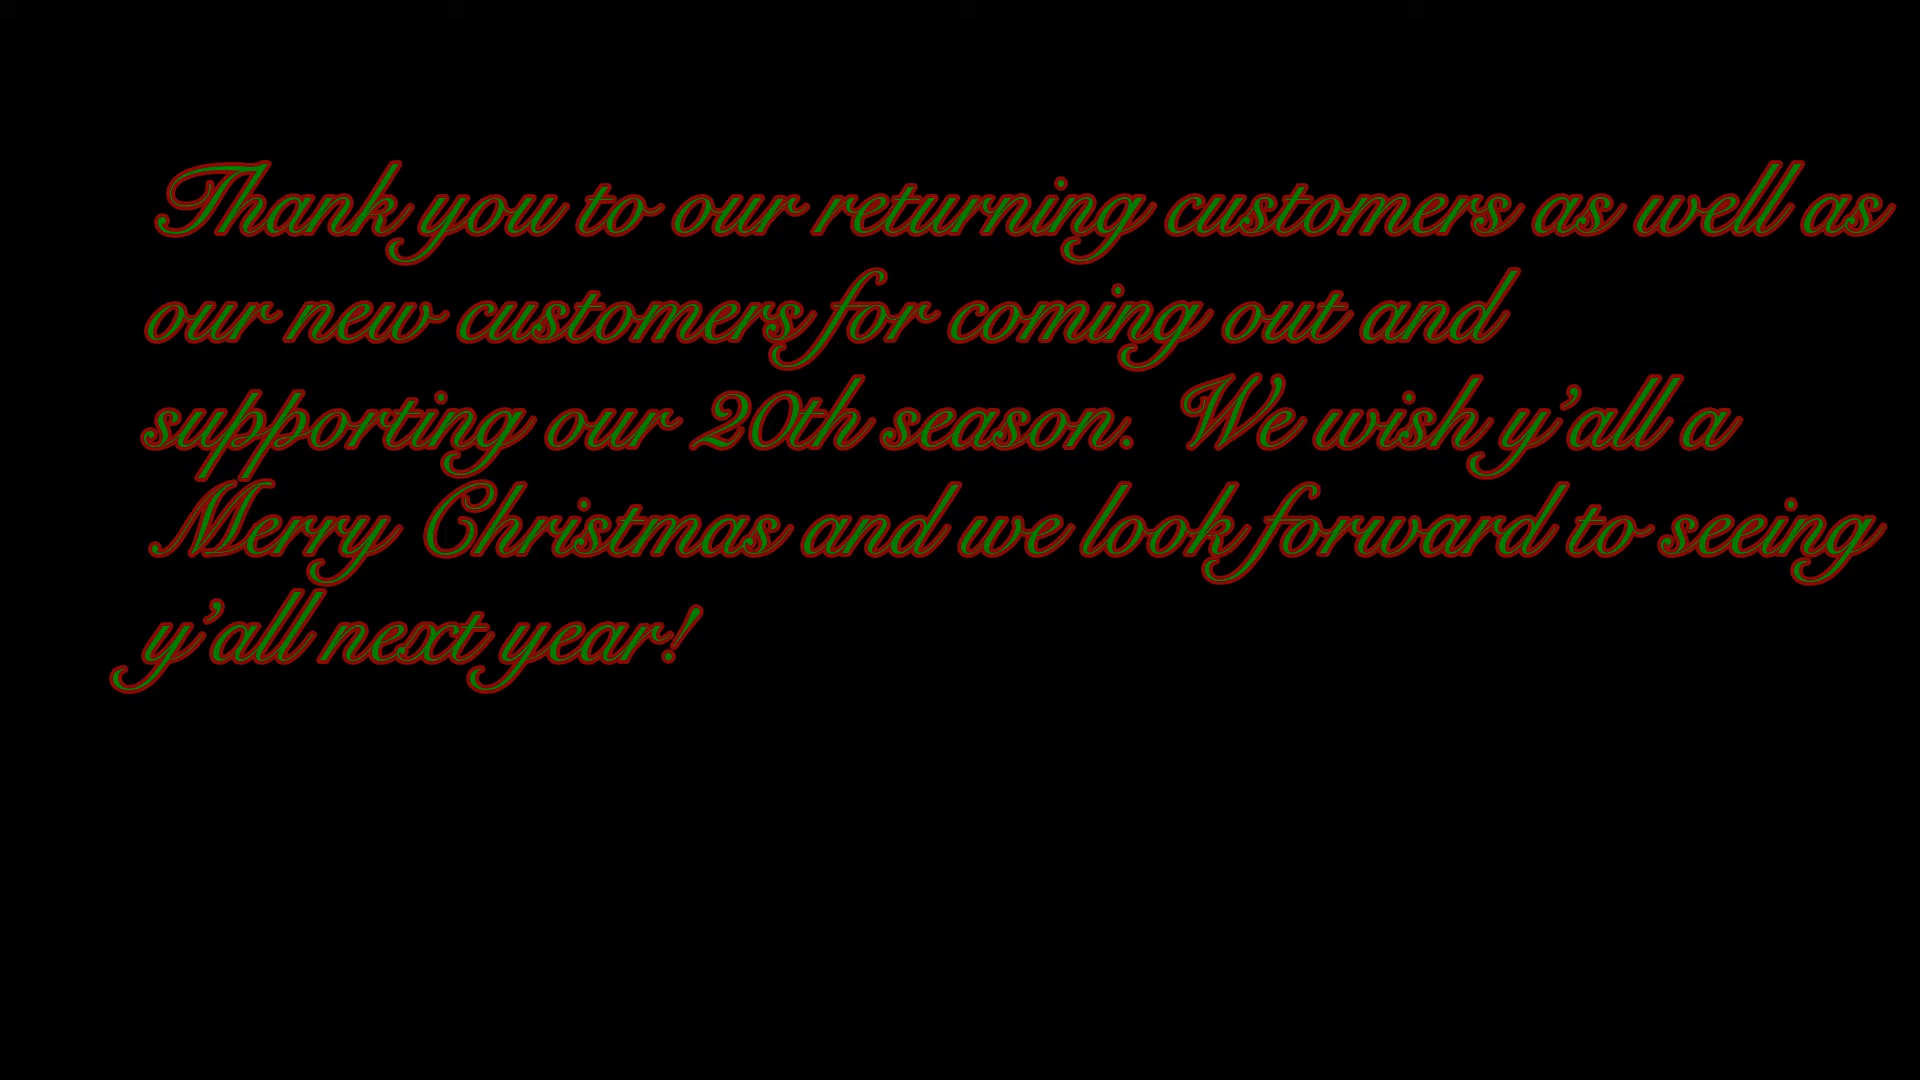 Thank you to our returning customers as well as
our new customers for coming out and
supporting our 20th season.  We wish y’all a
Merry Christmas and we look forward to seeing
y’all next year!